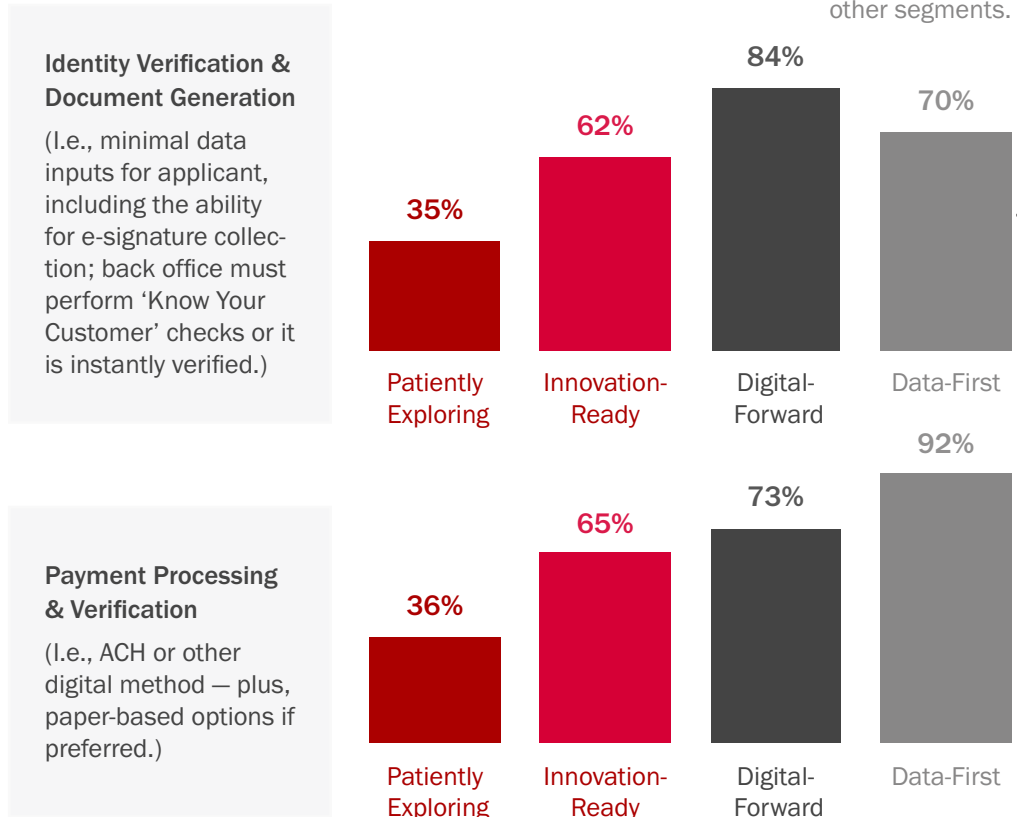 other segments.
Identity Verification &
Document Generation
(I.e., minimal data
inputs for applicant,
including the ability
for e-signature collec-
tion; back office must
perform ‘Know Your
Customer’ checks or it
is instantly verified.)
35%
62%
84%
70%
Patiently
Exploring
Innovation-
Ready
Digital-
Forward
Data-First
Payment Processing
& Verification
(I.e., ACH or other
digital method — plus,
paper-based options if
preferred.)
36%
65%
73%
92%
Patiently
Exploring
Innovation-
Ready
Digital-
Forward
Data-First